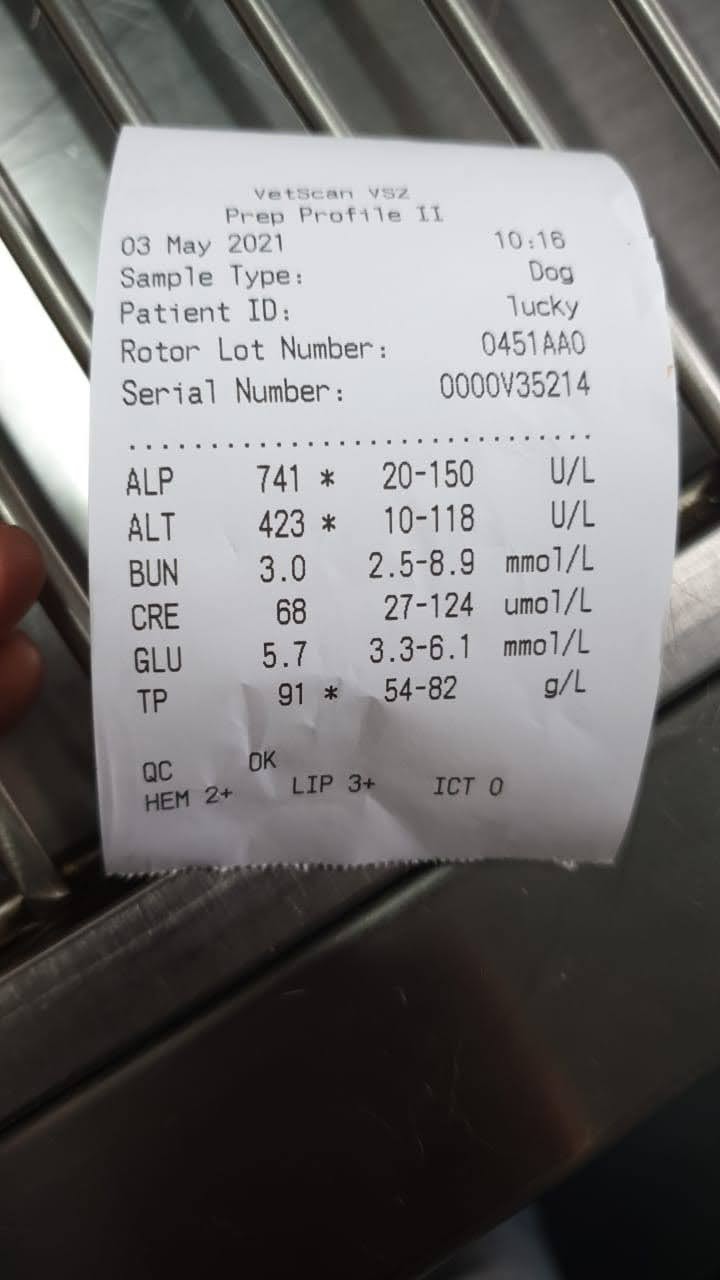 VetScan VS2
Prep Profile II
03 May 2021 10:16
Sample Type: Dog
Patient ID: lucky
Rotor Lot Number: 0451AA0
Serial Number: 0000V35214
..............................
ALP 741 * 20-150 U/L
ALT 423 * 10-118 U/L
BUN 3.0 2.5-8.9 mmol/L
CRE 68 27-124 umol/L
GLU 5.7 3.3-6.1 mmol/L
TP 91 * 54-82 g/L
QC OK
HEM 2+ LIP 3+ ICT 0